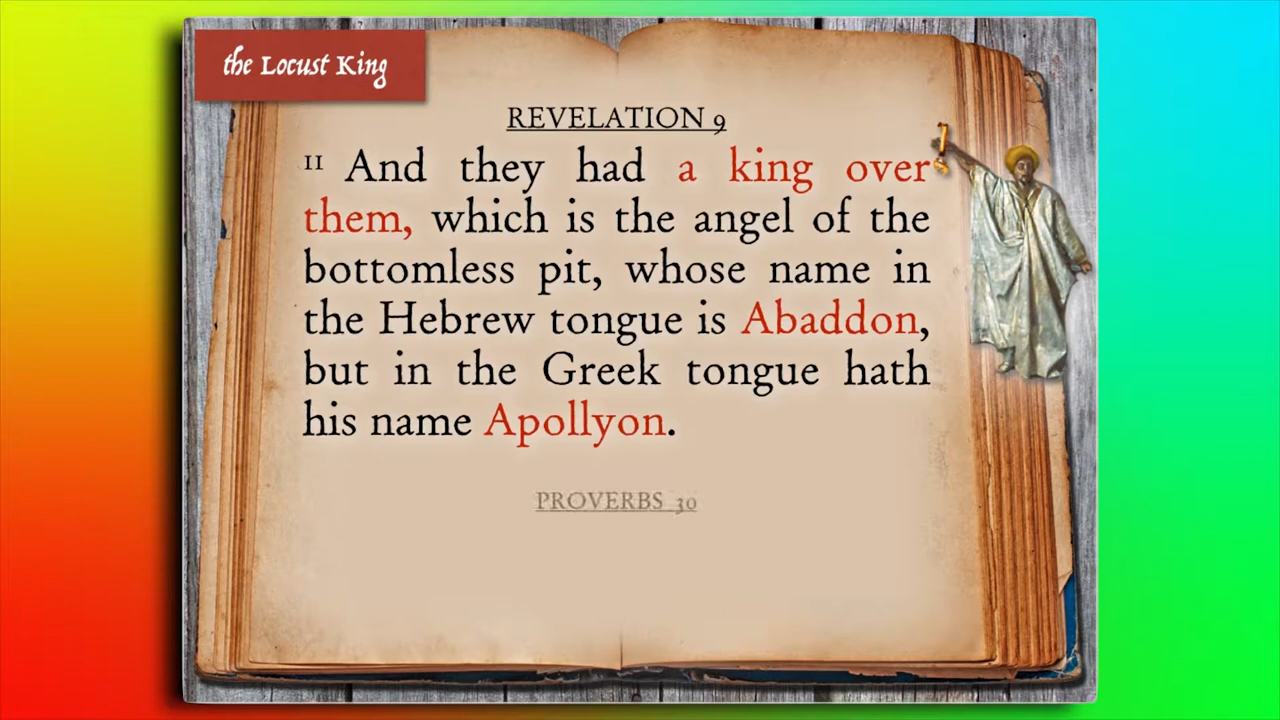 the Locust King
REVELATION 9
11 And they had a king over
them, which is the angel of the
bottomless pit, whose name in
the Hebrew tongue is Abaddon,
but in the Greek tongue hath
his name Apollyon.
PROVERBS 30